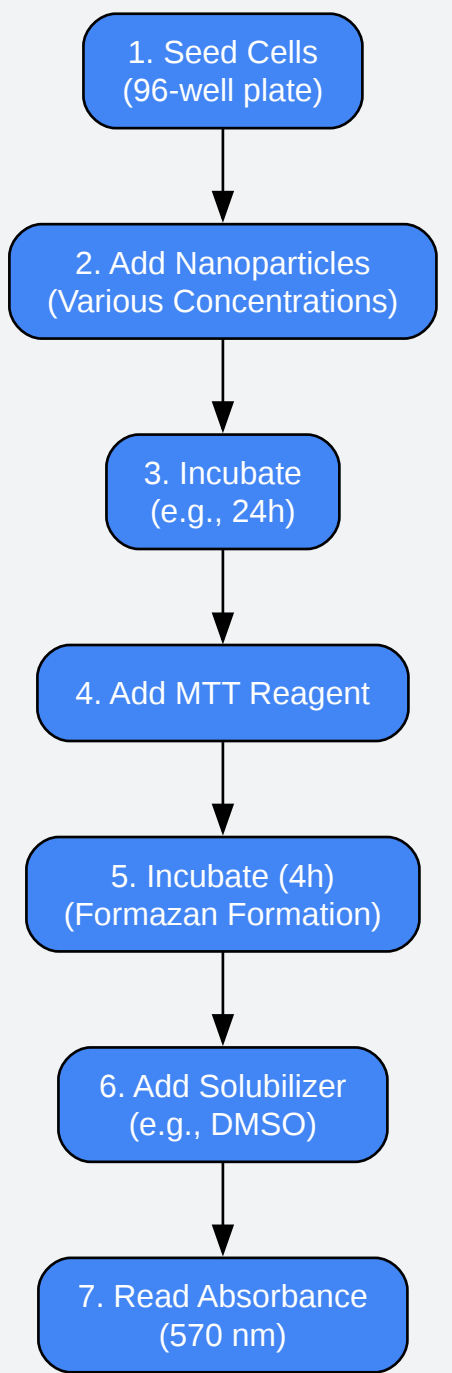 1. Seed Cells
(96-well plate)
2. Add Nanoparticles
(Various Concentrations)
3. Incubate
(e.g., 24h)
4. Add MTT Reagent
5. Incubate (4h)
(Formazan Formation)
6. Add Solubilizer
(e.g., DMSO)
7. Read Absorbance
(570 nm)